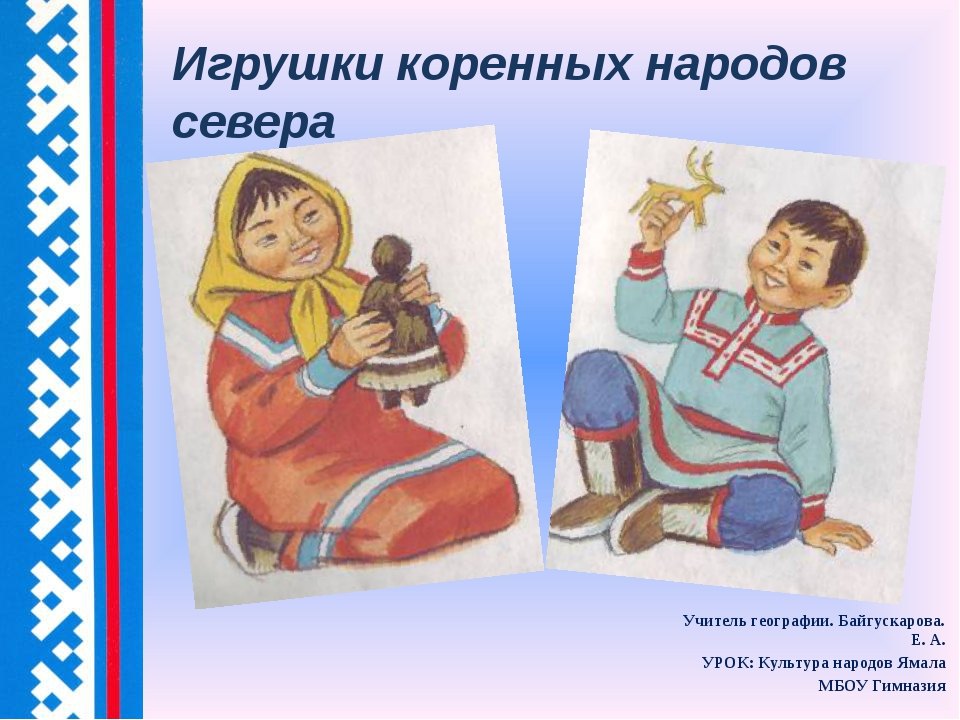 Игрушки коренных народов
севера
Учитель географии. Байгускарова.
Е. А.
УРОК: Культура народов Ямала
МБОУ Гимназия